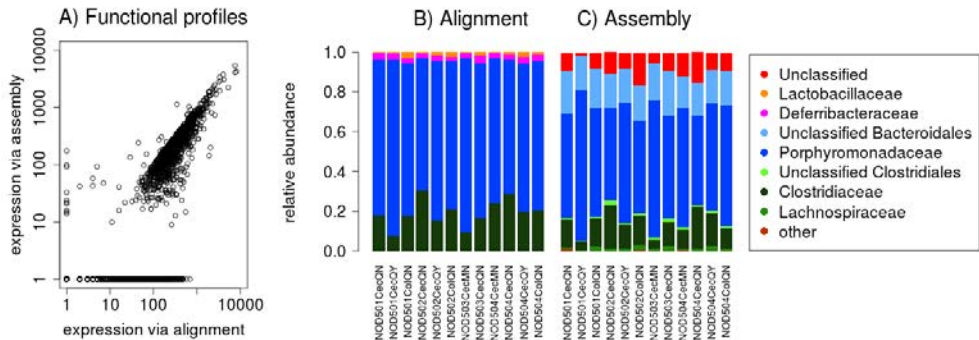 A) Functional profiles
B) Alignment
C) Assembly
expression via assembly
10000
1000
100
10
1
1
10
100
10000
expression via alignment
relative abundance
1.0
0.8
0.6
0.4
0.2
0.0
NOD501CecQN
NOD501CecQY
NOD501ColQN
NOD502CecQN
NOD502CecQY
NOD502ColQN
NOD503CecMN
NOD503CecQN
NOD504CecMN
NOD504CecQN
NOD504CecQY
NOD504ColQN
NOD501CecQN
NOD501CecQY
NOD501ColQN
NOD502CecQN
NOD502CecQY
NOD502ColQN
NOD503CecMN
NOD503CecQN
NOD504CecMN
NOD504CecQN
NOD504CecQY
NOD504ColQN
Unclassified
Lactobacillaceae
Deferribacteraceae
Unclassified Bacteroidales
Porphyromonadaceae
Unclassified Clostridiales
Clostridiaceae
Lachnospiraceae
other